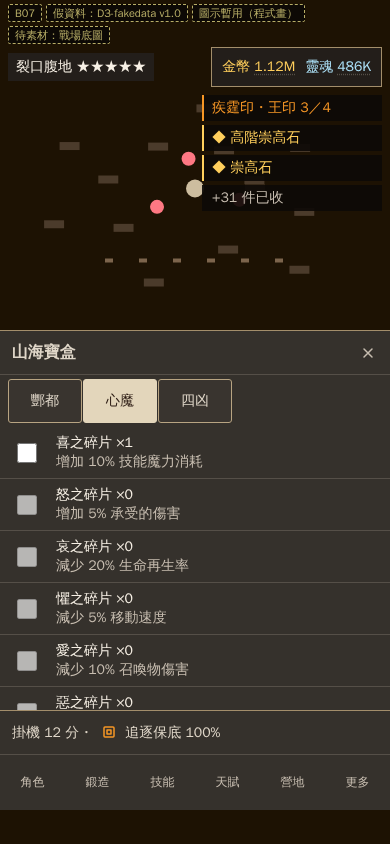 B07 假資料：D3-fakedata v1.0 圖示暫用（程式畫）
待素材：戰場底圖
裂口腹地 ★★★★★
金幣 1.12M 靈魂 486K
疾霆印・王印 3／4
◆ 高階崇高石
◆ 崇高石
+31 件已收
山海寶盒 ×
酆都 心魔 四凶
喜之碎片 ×1
增加 10% 技能魔力消耗
怒之碎片 ×0
增加 5% 承受的傷害
哀之碎片 ×0
減少 20% 生命再生率
懼之碎片 ×0
減少 5% 移動速度
愛之碎片 ×0
減少 10% 召喚物傷害
惡之碎片 ×0
掛機 12 分・ 追逐保底 100%
角色 鍛造 技能 天賦 營地 更多